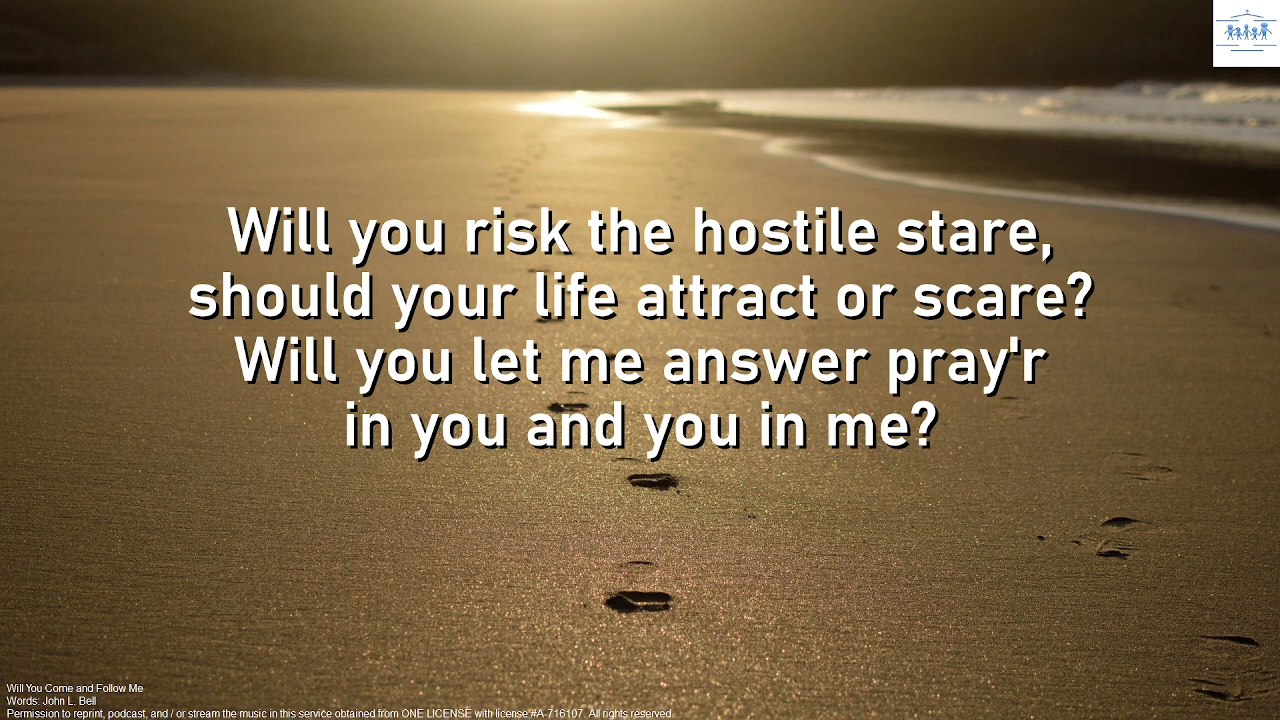 Will you risk the hostile stare,
should your life attract or scare?
Will you let me answer pray'r
in you and you in me?
Will You Come and Follow Me
Words: John L. Bell
Permission to reprint, podcast, and / or stream the music in this service obtained from ONE LICENSE with license #A-716107. All rights reserved.